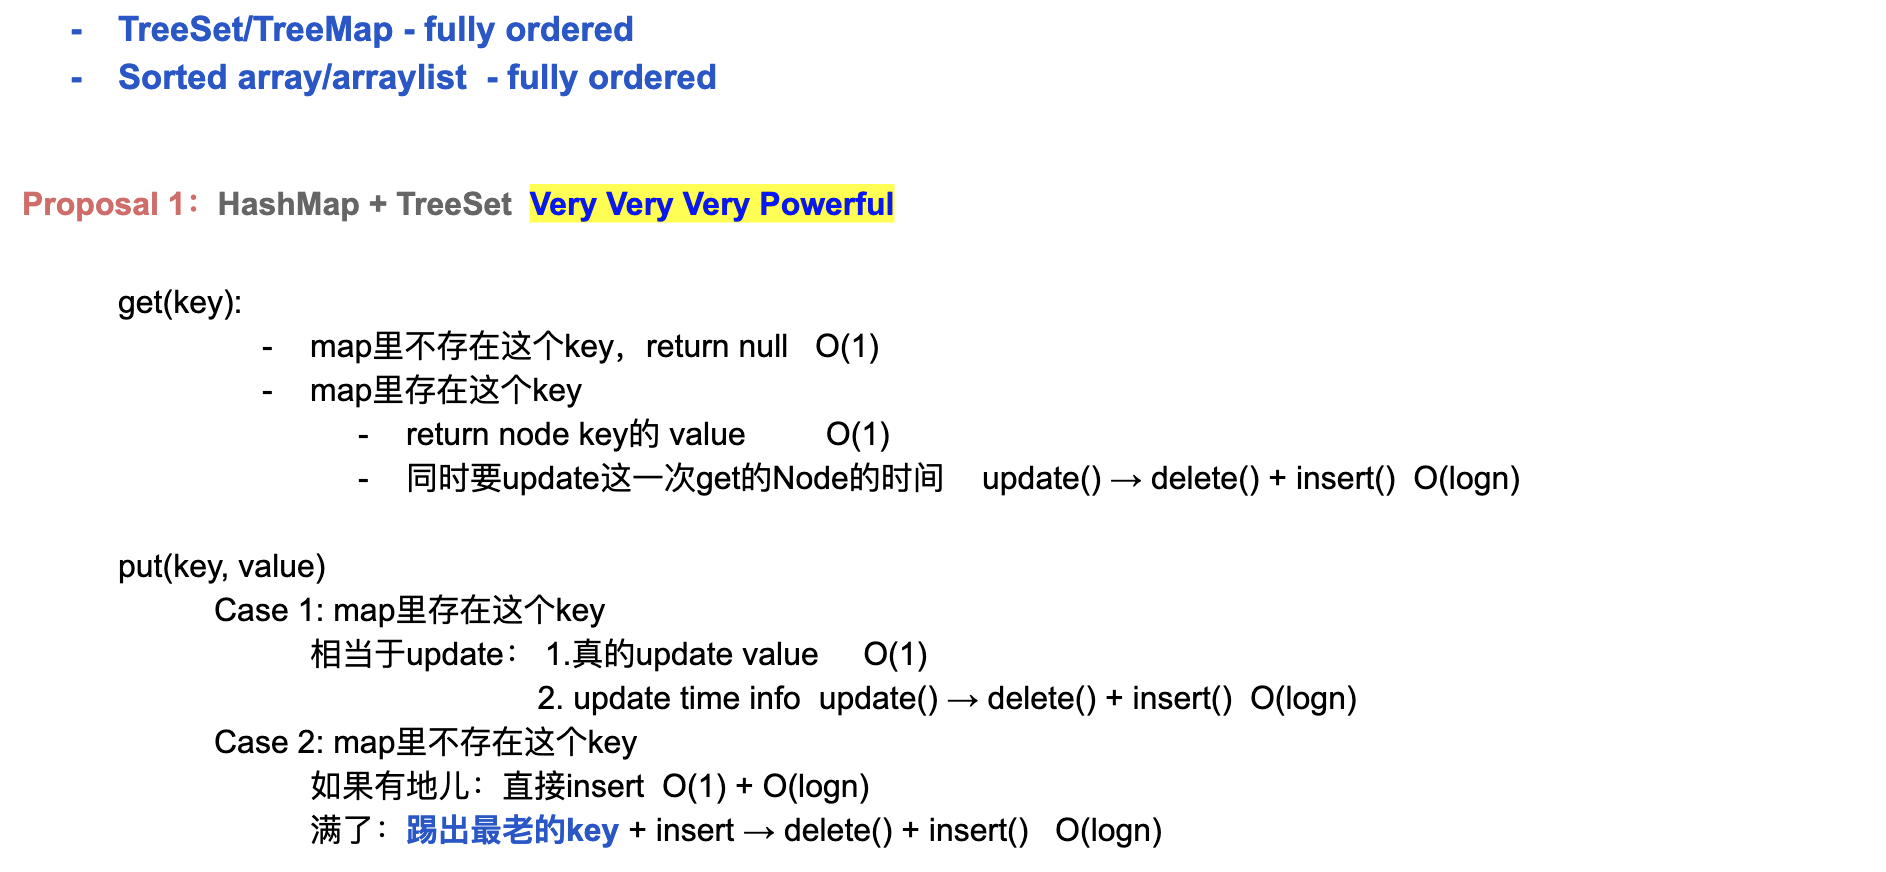 - TreeSet/TreeMap - fully ordered
- Sorted array/arraylist  - fully ordered
Proposal 1：HashMap + TreeSet  Very Very Very Powerful
get(key):
- map里不存在这个key，return null   O(1)
- map里存在这个key
- return node key的 value         O(1)
- 同时要update这一次get的Node的时间    update() → delete() + insert()  O(logn)
put(key, value)
Case 1: map里存在这个key
相当于update： 1.真的update value     O(1)
2. update time info  update() → delete() + insert()  O(logn)
Case 2: map里不存在这个key
如果有地儿：直接insert  O(1) + O(logn)
满了：踢出最老的key + insert → delete() + insert()   O(logn)